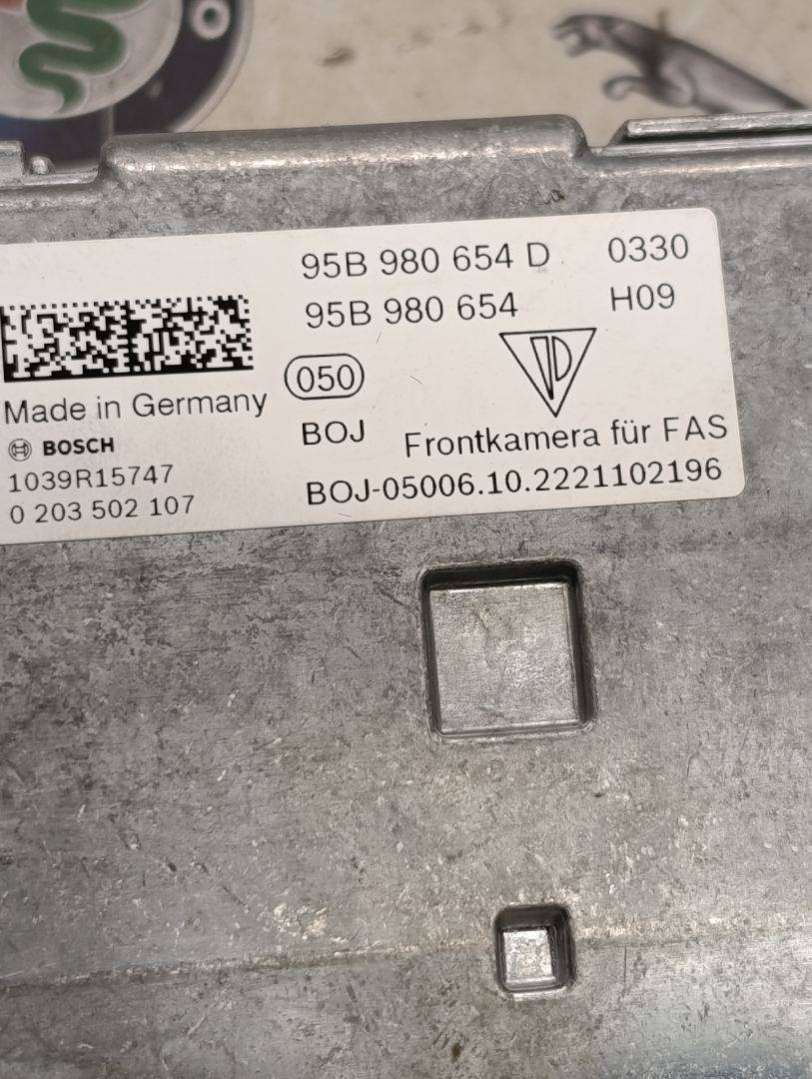 95B 980 654 D 0330
95B 980 654 H09
050
Made in Germany
BOJ
BOSCH
Frontkamera für FAS
1039R15747
0 203 502 107
BOJ-05006.10.2221102196